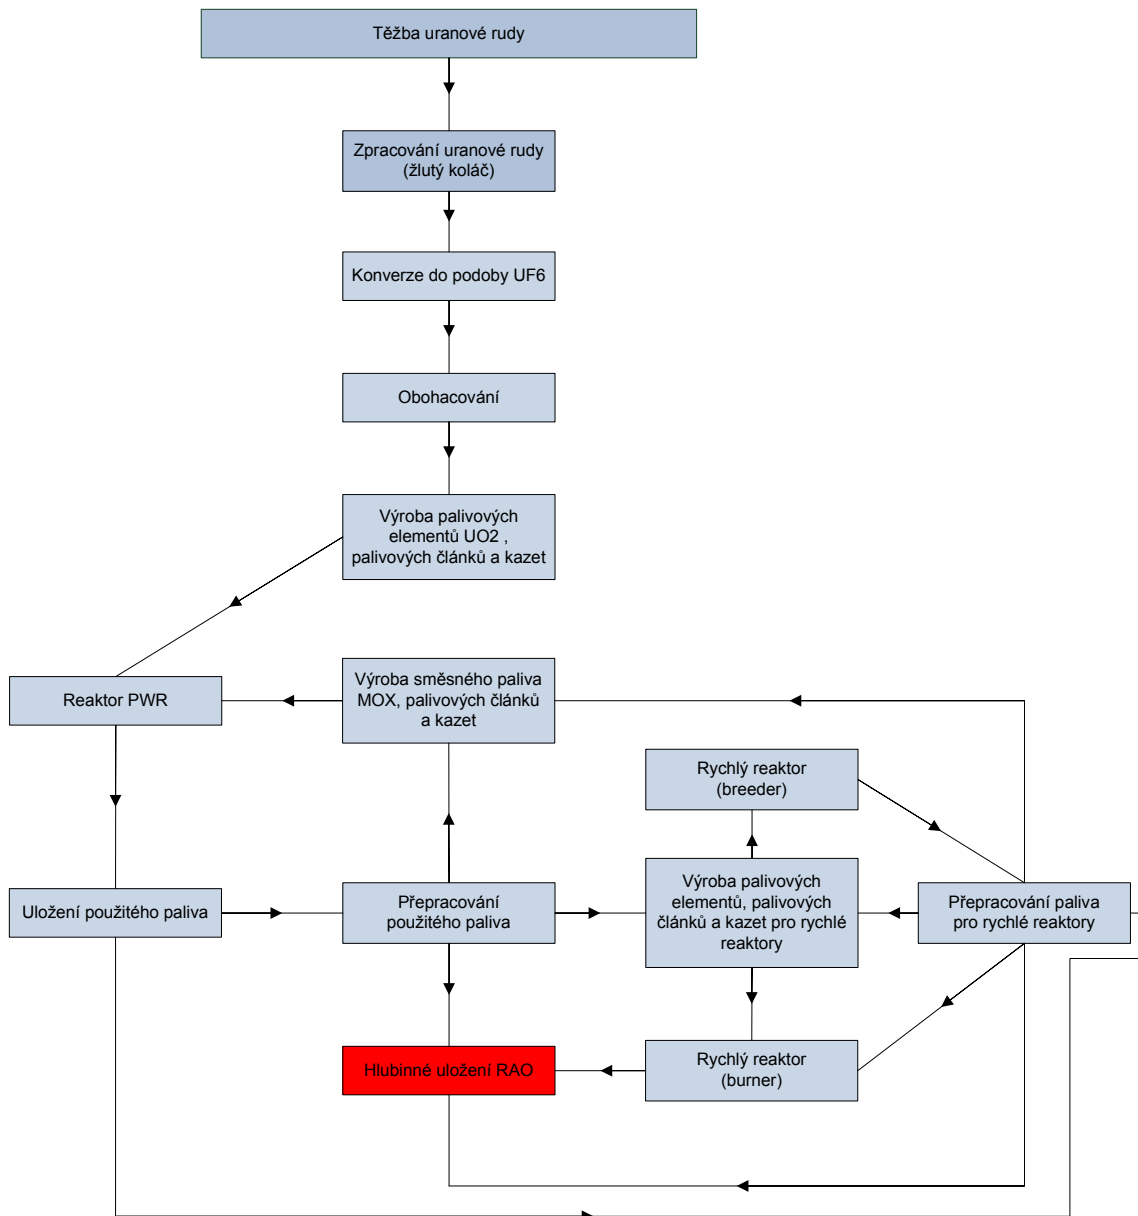 Těžba uranové rudy
Zpracování uranové rudy
(žlutý koláč)
Konverze do podoby UF6
Obohacování
Výroba palivových
elementů UO2 ,
palivových článků a kazet
Reaktor PWR
Výroba směsného paliva
MOX, palivových článků
a kazet
Rychlý reaktor
(breeder)
Uložení použitého paliva
Přepracování
použitého paliva
Výroba palivových
elementů, palivových
článků a kazet pro rychlé
reaktory
Přepracování paliva
pro rychlé reaktory
Hlubinné uložení RAO
Rychlý reaktor
(burner)